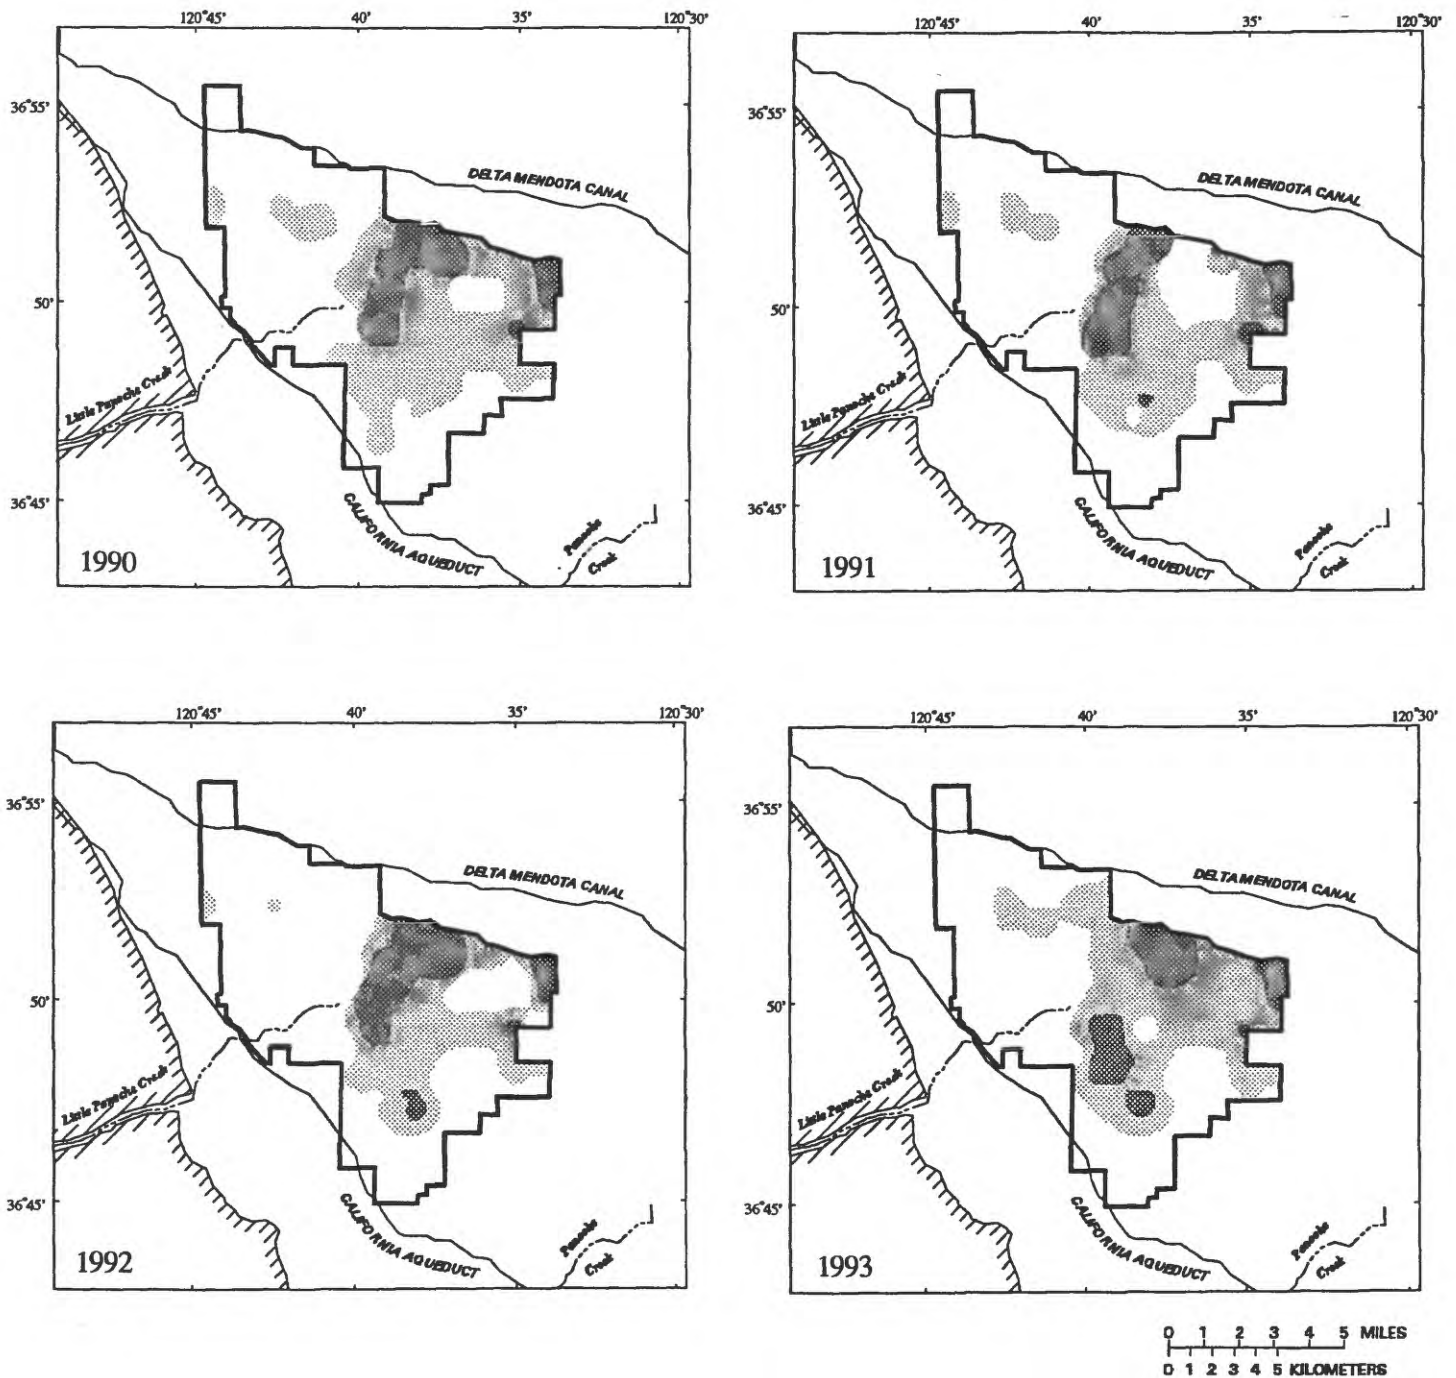 120°45' 40' 35' 120°30'
36°55'
DELTA MENDOTA CANAL
50'
Little Panoche Creek
36°45'
CALIFORNIA AQUEDUCT
Panoche
Creek
1990
120°45' 40' 35' 120°30'
36°55'
DELTA MENDOTA CANAL
50'
Little Panoche Creek
36°45'
CALIFORNIA AQUEDUCT
Panoche
Creek
1991
120°45' 40' 35' 120°30'
36°55'
DELTA MENDOTA CANAL
50'
Little Panoche Creek
36°45'
CALIFORNIA AQUEDUCT
Panoche
Creek
1992
120°45' 40' 35' 120°30'
36°55'
DELTA MENDOTA CANAL
50'
Little Panoche Creek
36°45'
CALIFORNIA AQUEDUCT
Panoche
Creek
1993
0 1 2 3 4 5 MILES
0 1 2 3 4 5 KILOMETERS